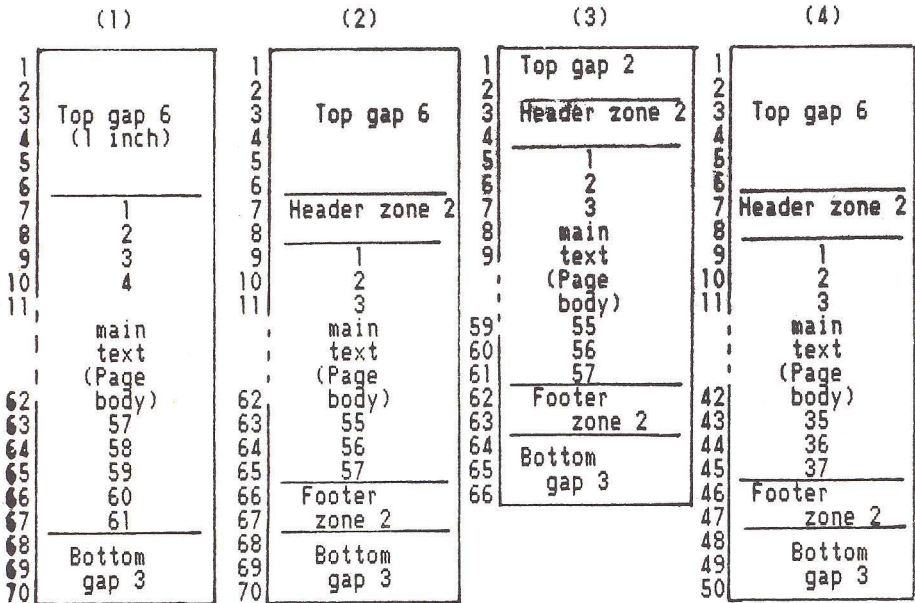 (1)
1
2
3 Top gap 6
4 (1 inch)
5
6
7 1
8 2
9 3
10 4
11
main
text
(Page
62 body)
63 57
64 58
65 59
66 60
67 61
68 Bottom
69 gap 3
70
(2)
1
2
3 Top gap 6
4
5
6
7 Header zone 2
8
9 1
10 2
11 3
main
text
(Page
62 body)
63 55
64 56
65 57
66 Footer
67 zone 2
68 Bottom
69 gap 3
70
(3)
1 Top gap 2
2
3 Header zone 2
4
5 1
6 2
7 3
8 main
9 text
(Page
body)
59 55
60 56
61 57
62 Footer
63 zone 2
64 Bottom
65 gap 3
66
(4)
1
2
3 Top gap 6
4
5
6
7 Header zone 2
8
9 1
10 2
11 3
main
text
(Page
42 body)
43 35
44 36
45 37
46 Footer
47 zone 2
48 Bottom
49 gap 3
50